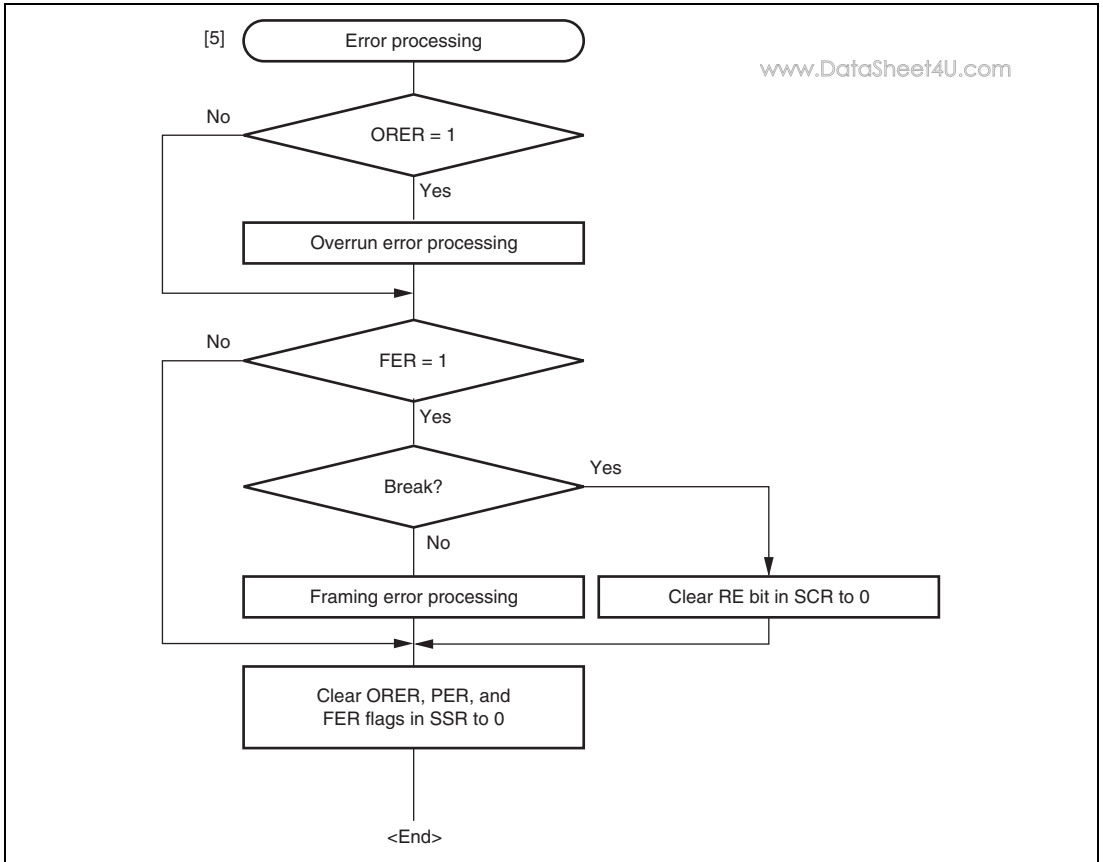 [5]
Error processing
www.DataSheet4U.com
No
ORER = 1
Yes
Overrun error processing
No
FER = 1
Yes
Break?
Yes
No
Framing error processing
Clear RE bit in SCR to 0
Clear ORER, PER, and
FER flags in SSR to 0
<End>